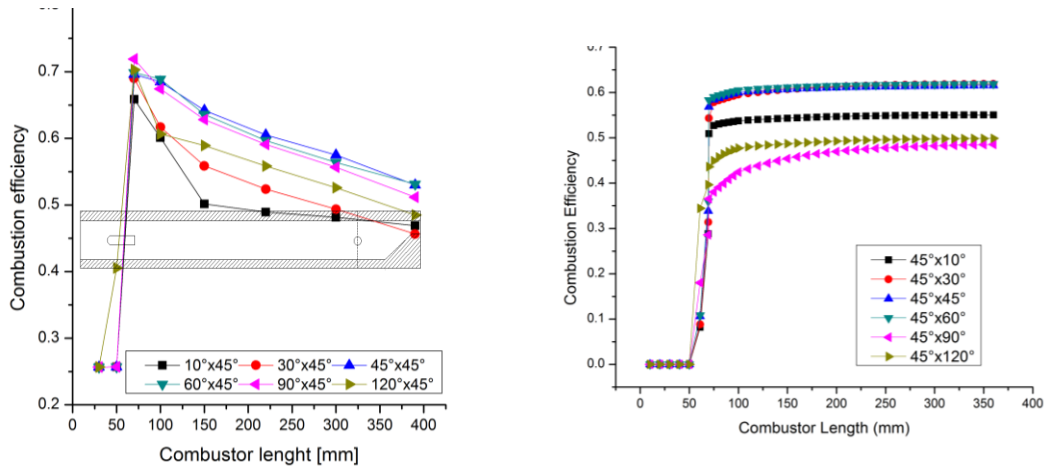 Combustion efficiency
0.7
0.6
0.5
0.4
0.3
0.2
10°x45° 30°x45° 45°x45°
60°x45° 90°x45° 120°x45°
0 50 100 150 200 250 300 350 400
Combustor lenght [mm]
Combustion Efficiency
0.7
0.6
0.5
0.4
0.3
0.2
0.1
0.0
45°x10°
45°x30°
45°x45°
45°x60°
45°x90°
45°x120°
0 50 100 150 200 250 300 350 400
Combustor Length (mm)